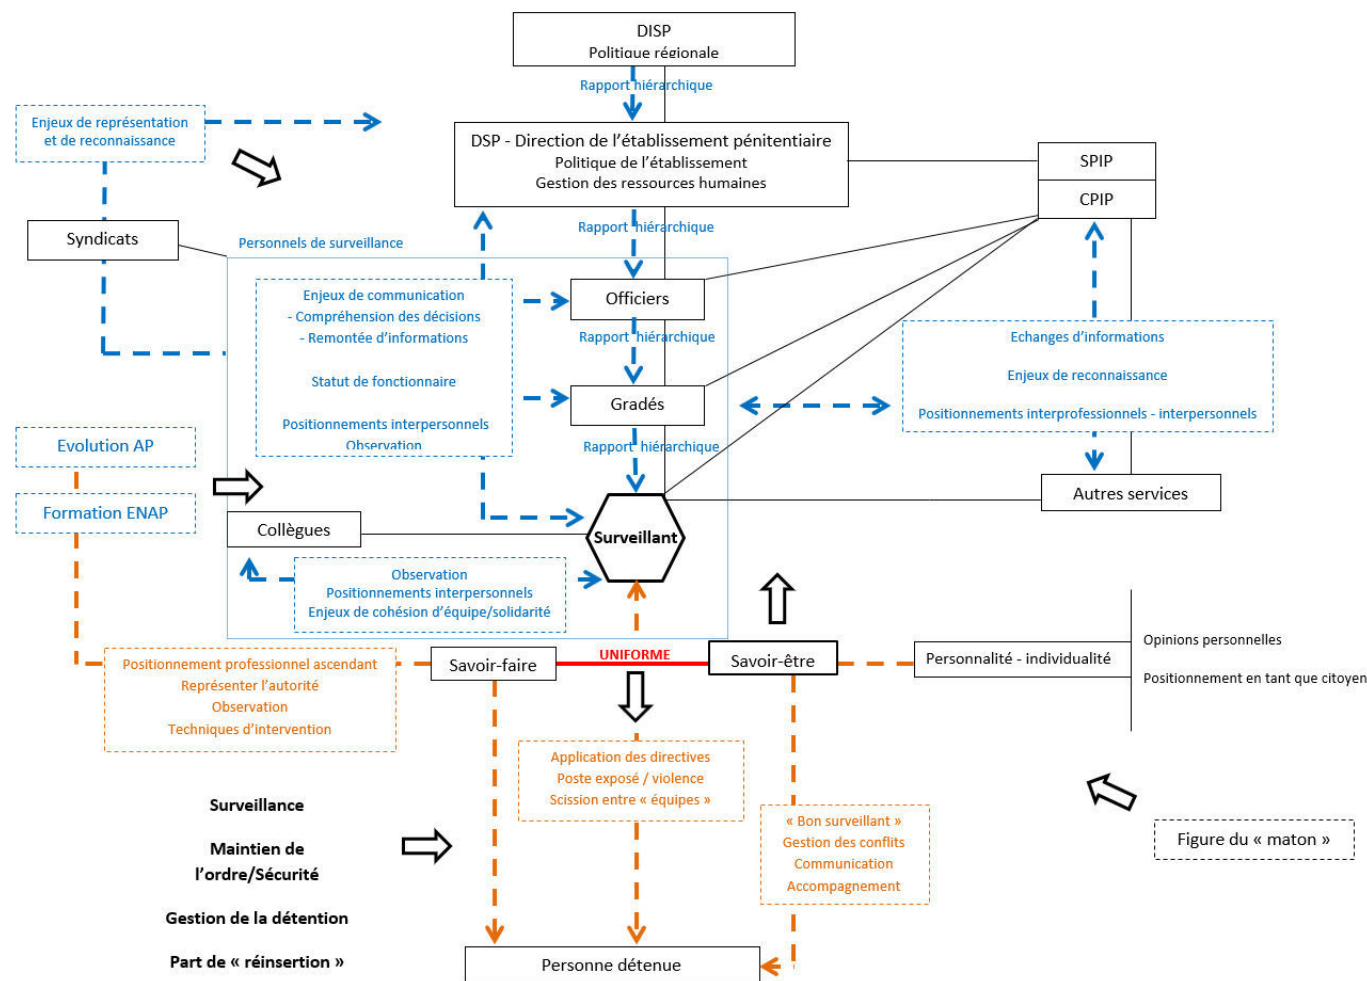 DISP
Politique régionale
Rapport hiérarchique
Enjeux de représentation
et de reconnaissance
DSP - Direction de l'établissement pénitentiaire
Politique de l'établissement
Gestion des ressources humaines
SPIP
CPIP
Syndicats
Personnels de surveillance
Rapport hiérarchique
Enjeux de communication
- Compréhension des décisions
- Remontée d'informations
Statut de fonctionnaire
Positionnements interpersonnels
Observation
Officiers
Rapport hiérarchique
Gradés
Rapport hiérarchique
Echanges d'informations
Enjeux de reconnaissance
Positionnements interprofessionnels - interpersonnels
Evolution AP
Formation ENAP
Autres services
Collègues
Surveillant
Observation
Positionnements interpersonnels
Enjeux de cohésion d'équipe/solidarité
Positionnement professionnel ascendant
Représenter l'autorité
Observation
Techniques d'intervention
Savoir-faire
UNIFORME
Savoir-être
Personnalité - individualité
Opinions personnelles
Positionnement en tant que citoyen
Application des directives
Poste exposé / violence
Scission entre « équipes »
« Bon surveillant »
Gestion des conflits
Communication
Accompagnement
Figure du « maton »
Surveillance
Maintien de
l'ordre/Sécurité
Gestion de la détention
Part de « réinsertion »
Personne détenue